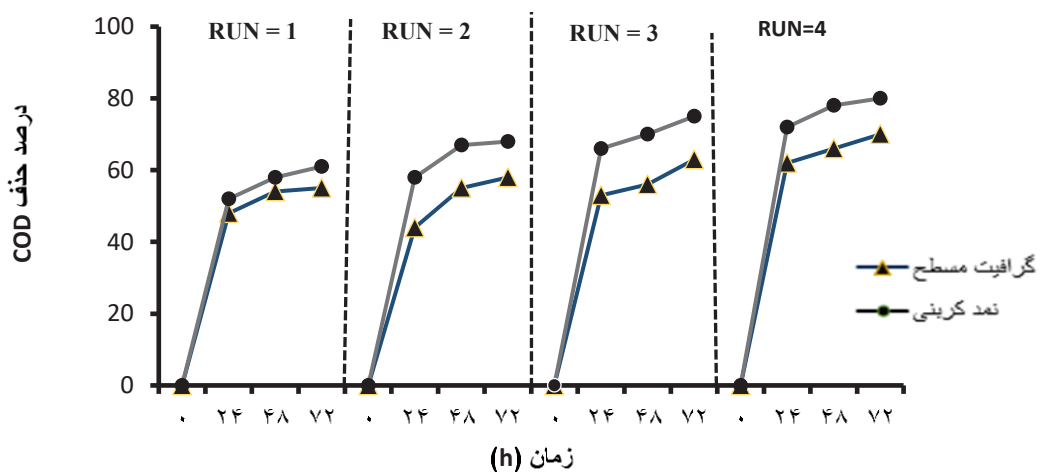 RUN = 1
RUN = 2
RUN = 3
RUN=4
درصد حذف COD
100
80
60
40
20
0
۰ ۲۴ ۴۸ ۷۲ ۰ ۲۴ ۴۸ ۷۲ ۰ ۲۴ ۴۸ ۷۲ ۰ ۲۴ ۴۸ ۷۲
زمان (h)
گرافیت مسطح
نمد کربنی